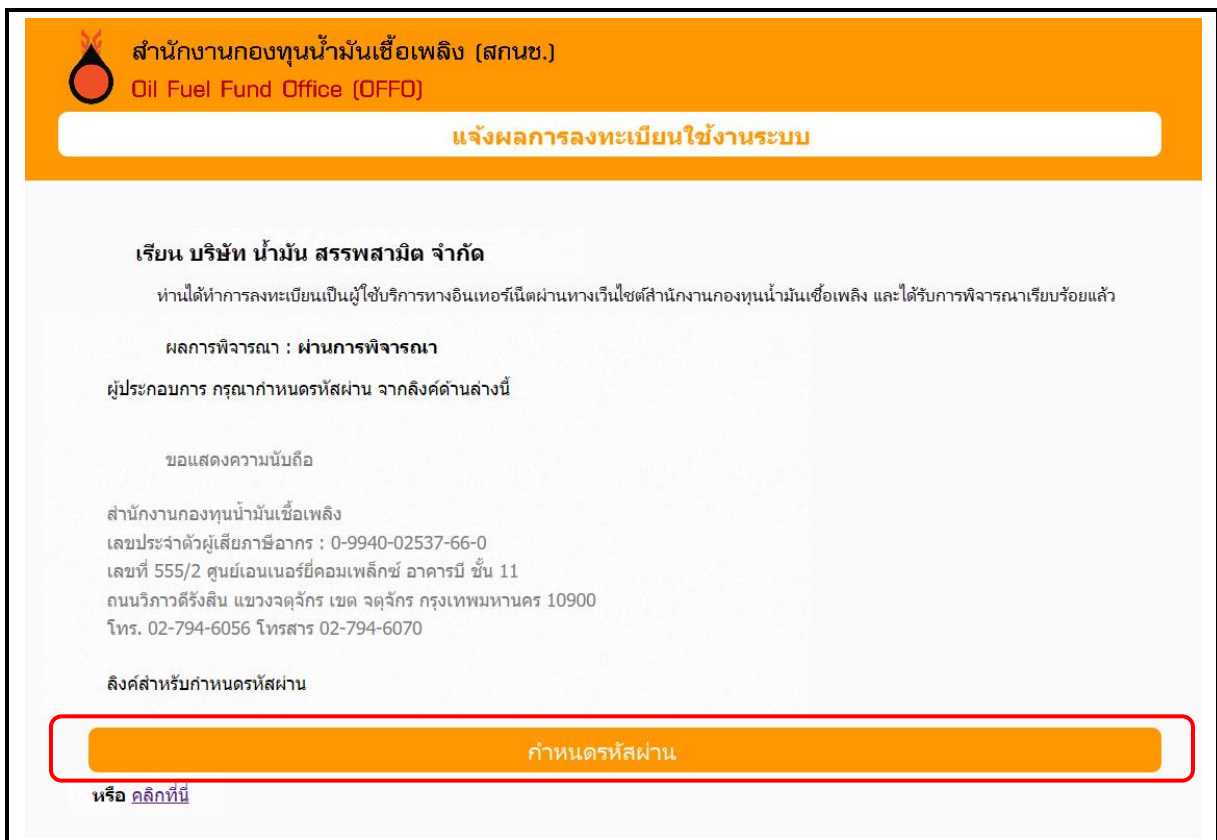 สำนักงานกองทุนน้ำมันเชื้อเพลิง (สกนช.)
Oil Fuel Fund Office (OFFO)
แจ้งผลการลงทะเบียนใช้งานระบบ
เรียน บริษัท น้ำมัน สรรพสามิต จำกัด
ท่านได้ทำการลงทะเบียนเป็นผู้ใช้บริการทางอินเทอร์เน็ตผ่านทางเว็นไซต์สำนักงานกองทุนน้ำมันเชื้อเพลิง และได้รับการพิจารณาเรียบร้อยแล้ว
ผลการพิจารณา : ผ่านการพิจารณา
ผู้ประกอบการ กรุณากำหนดรหัสผ่าน จากลิงค์ด้านล่างนี้
ขอแสดงความนับถือ
สำนักงานกองทุนน้ำมันเชื้อเพลิง
เลขประจำตัวผู้เสียภาษีอากร : 0-9940-02537-66-0
เลขที่ 555/2 ศูนย์เอนเนอร์ยี่คอมเพล็กซ์ อาคารบี ชั้น 11
ถนนวิภาวดีรังสิน แขวงจตุจักร เขต จตุจักร กรุงเทพมหานคร 10900
โทร. 02-794-6056 โทรสาร 02-794-6070
ลิงค์สำหรับกำหนดรหัสผ่าน
กำหนดรหัสผ่าน
หรือ คลิกที่นี่